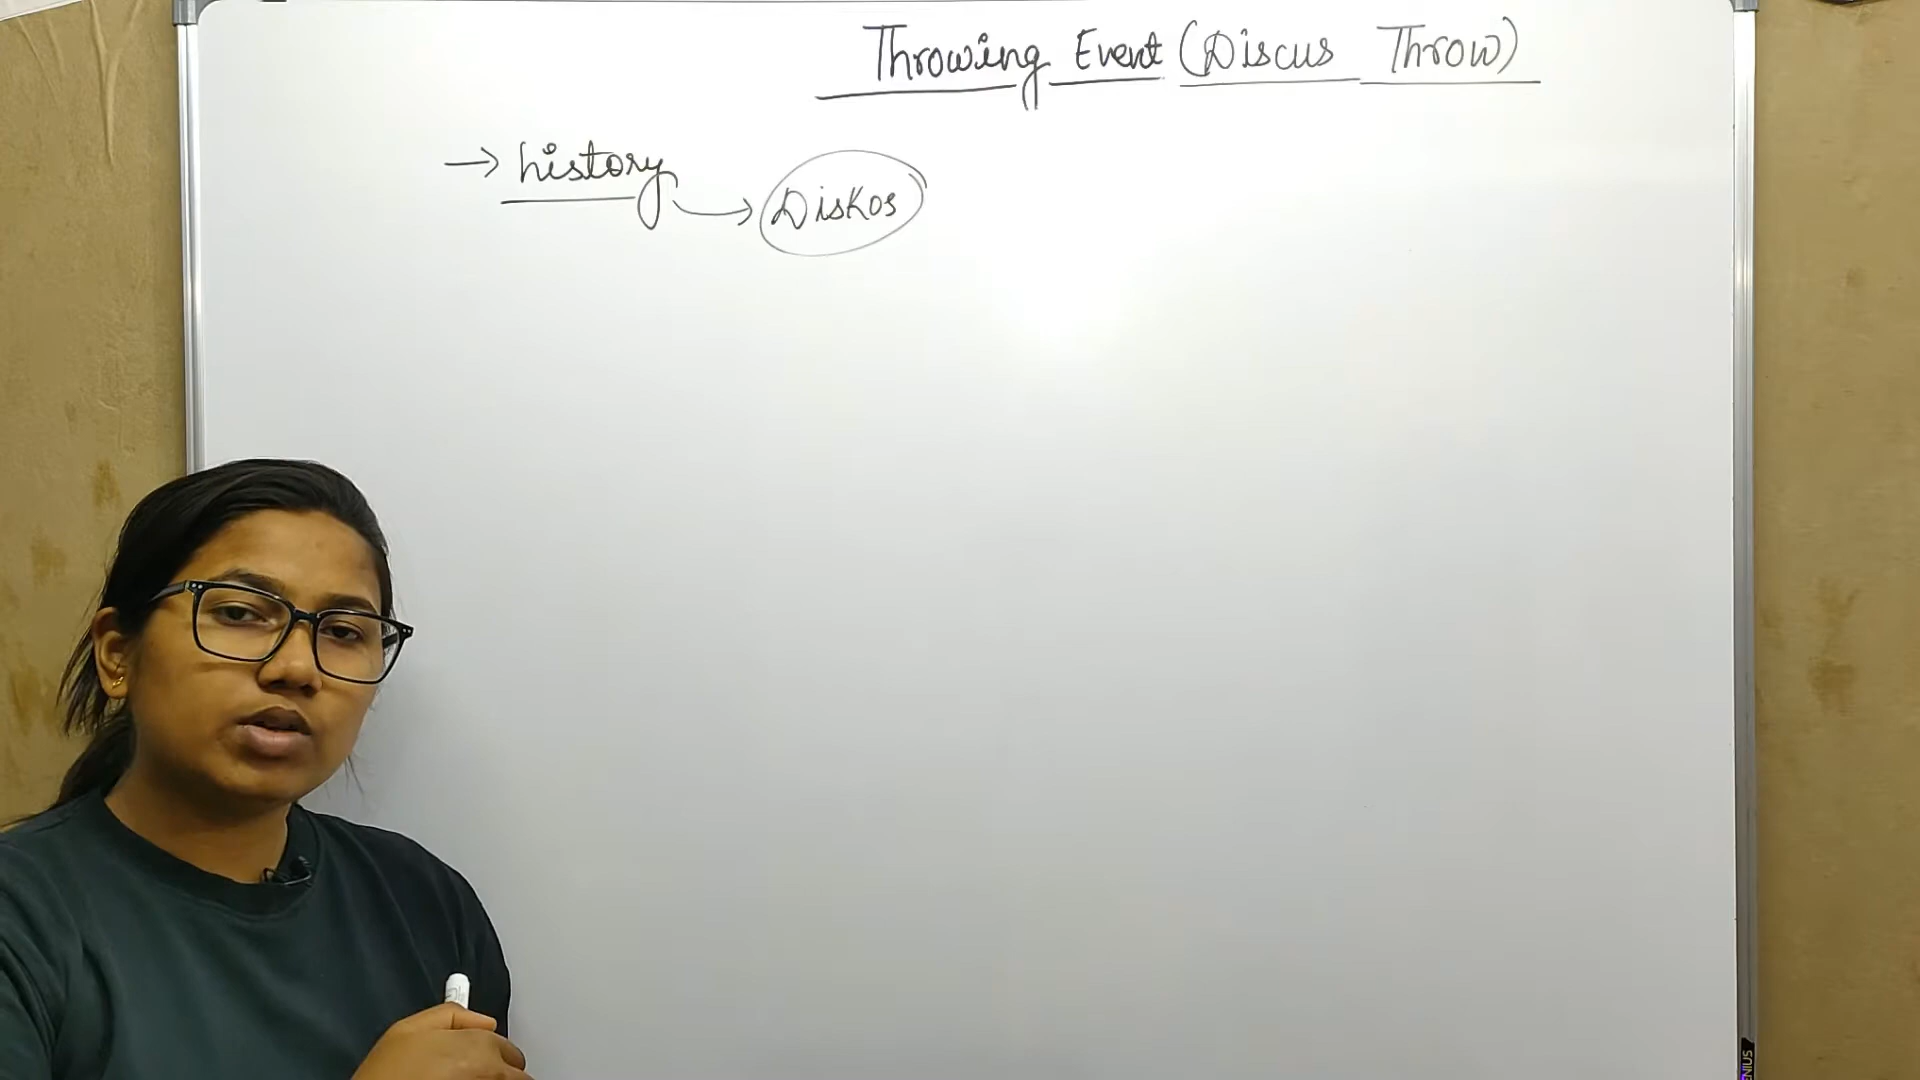 Throwing Event (Discus Throw)
→ history
→ Diskos